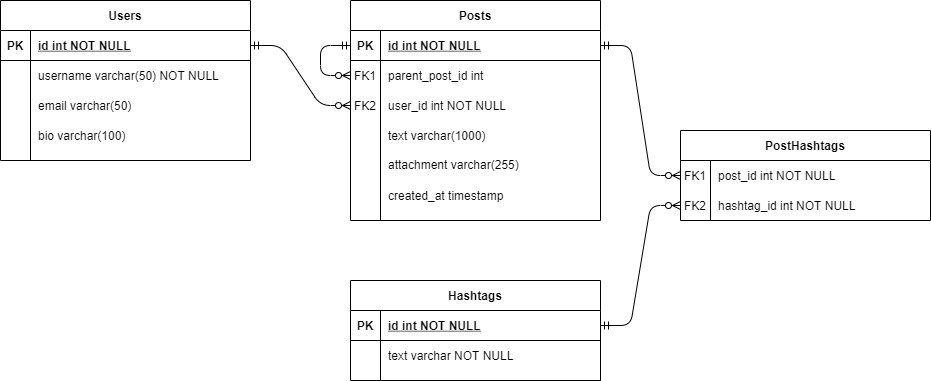 Users
PK id int NOT NULL
username varchar(50) NOT NULL
email varchar(50)
bio varchar(100)
Posts
PK id int NOT NULL
FK1 parent_post_id int
FK2 user_id int NOT NULL
text varchar(1000)
attachment varchar(255)
created_at timestamp
PostHashtags
FK1 post_id int NOT NULL
FK2 hashtag_id int NOT NULL
Hashtags
PK id int NOT NULL
text varchar NOT NULL